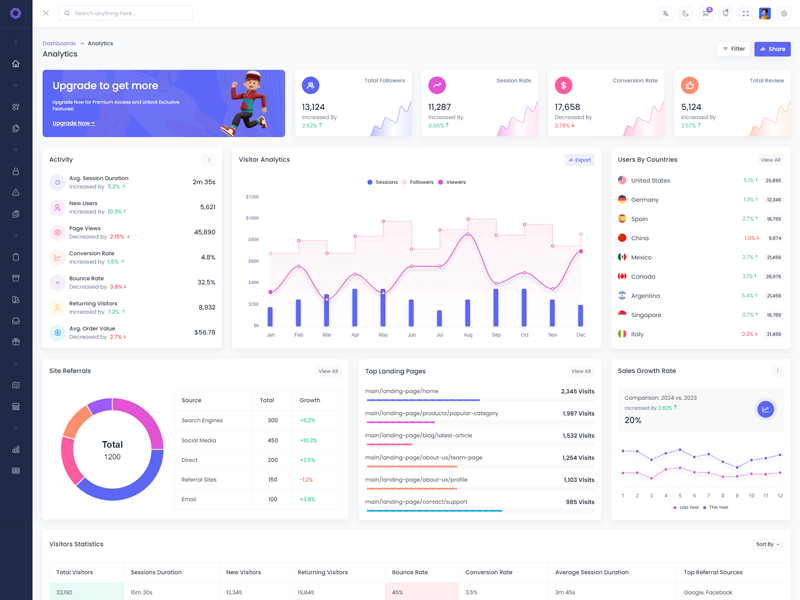 Search anything here ...
5
Dashboards → Analytics
Analytics
Filter
Share
Upgrade to get more
Upgrade Now for Premium Access and Unlock Exclusive
Features!
Upgrade Now→
Total Followers
13,124
Increased By
2.62% ↑
Session Rate
11,287
Increased By
0.59% ↑
Conversion Rate
17,658
Decreased By
3.76% ↓
Total Review
5,124
Increased By
2.57% ↑
Activity
Avg. Session Duration
Increased by 5.2% ↑
2m 35s
New Users
Increased by 10.3% ↑
5,621
Page Views
Decreased by 2.15% ↓
45,890
Conversion Rate
Increased by 1.5% ↑
4.8%
Bounce Rate
Decreased by 3.8% ↓
32.5%
Returning Visitors
Increased by 7.2% ↑
8,932
Avg. Order Value
Decreased by 2.7% ↓
$56.78
Visitor Analytics
Export
Sessions Followers Viewers
$1200
$1000
$800
$600
$400
$200
$0
Jan Feb Mar Apr May Jun Jul Aug Sep Oct Nov Dec
Users By Countries
View All
United States 5.1% ↑ 28,890
Germany 1.3% ↑ 12,345
Spain 2.7% ↑ 18,765
China 1.0% ↓ 9,874
Mexico 2.7% ↑ 21,456
Canada 2.1% ↑ 28,976
Argentina 5.4% ↑ 21,456
Singapore 0.7% ↑ 18,789
Italy 0.3% ↓ 21,456
Site Referrals
View All
Total
1200
Source Total Growth
Search Engines 300 +5.2%
Social Media 450 +10.3%
Direct 200 +2.5%
Referral Sites 150 -1.2%
Email 100 +3.8%
Top Landing Pages
View All
main/landing-page/home 2,345 Visits
main/landing-page/products/popular-category 1,987 Visits
main/landing-page/blog/latest-article 1,532 Visits
main/landing-page/about-us/team-page 1,254 Visits
main/landing-page/about-us/profile 1,103 Visits
main/landing-page/contact/support 985 Visits
Sales Growth Rate
Comparison: 2024 vs. 2023
Increased By 2.62% ↑
20%
1 2 3 4 5 6 7 8 9 10 11 12
Last Year This Year
Visitors Statistics
Sort By
Total Visitors Sessions Duration New Visitors Returning Visitors Bounce Rate Conversion Rate Average Session Duration Top Referral Sources
32,190 15m 30s 12,345 19,845 45% 3.5% 3m 45s Google, Facebook